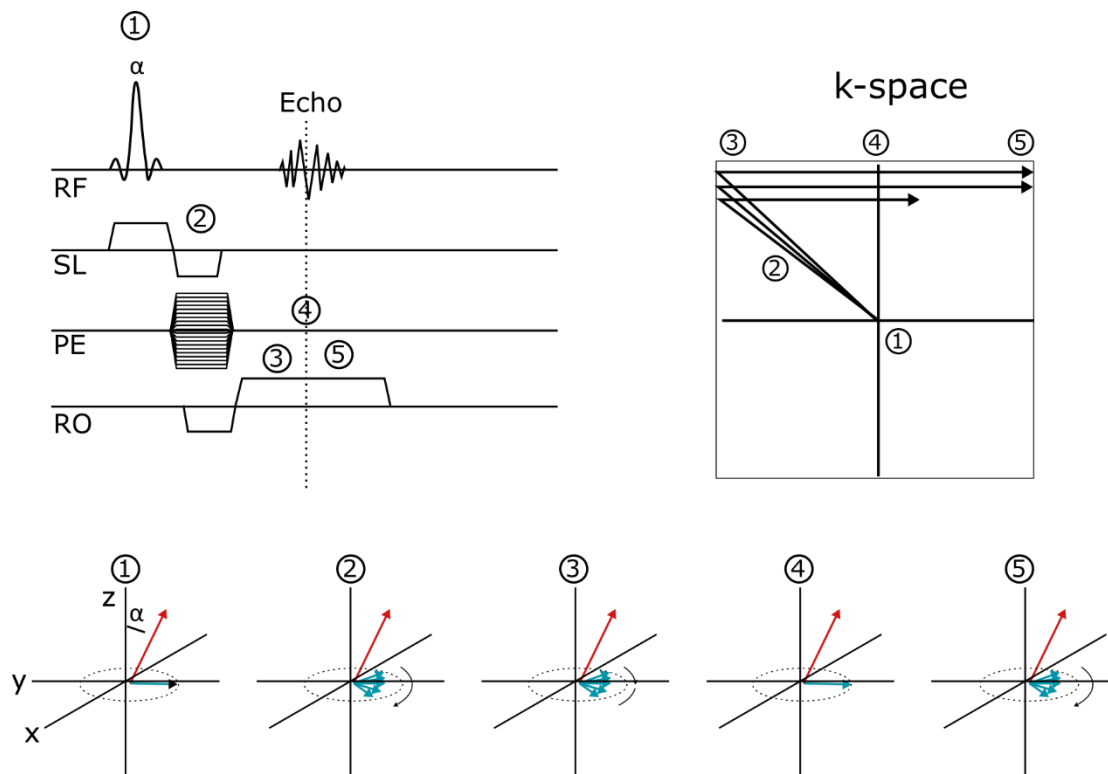 ①
α
Echo
RF
②
SL
④
PE
③ ⑤
RO
k-space
③ ④ ⑤
②
①
① ② ③ ④ ⑤
z
α
y
x